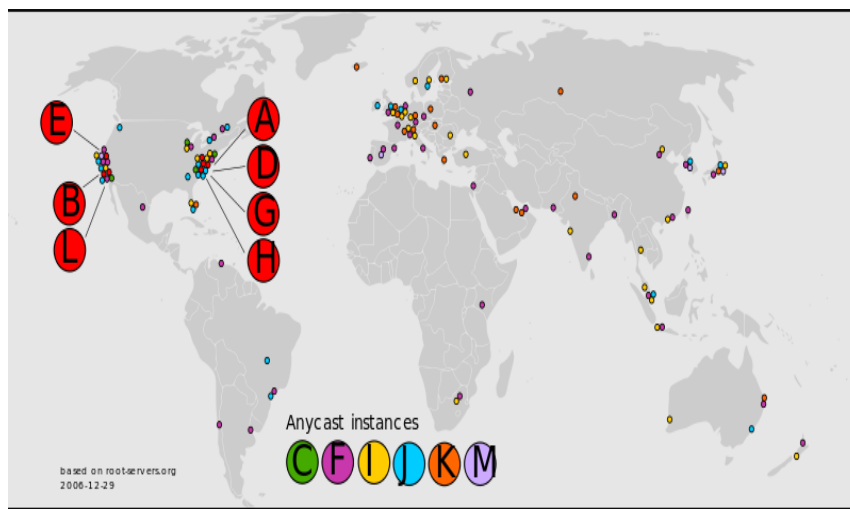 E
A
D
B
G
L
H
Anycast instances
C F I J K M
based on root-servers.org
2006-12-29